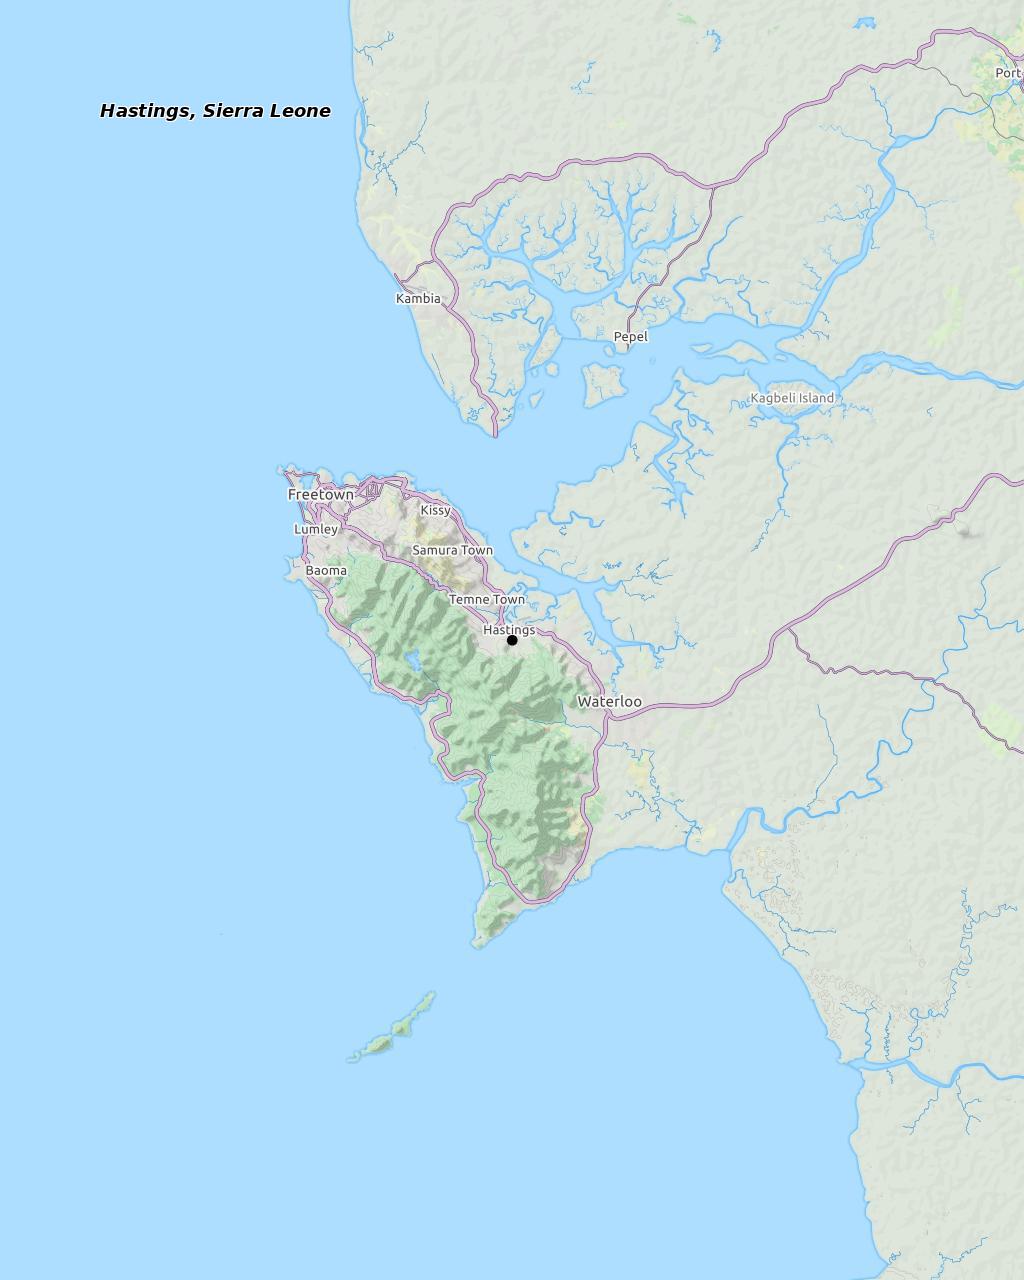 Port
Hastings, Sierra Leone
Kambia
Pepel
Kagbeli Island
Freetown
Kissy
Lumley
Samura Town
Baoma
Temne Town
Hastings
Waterloo